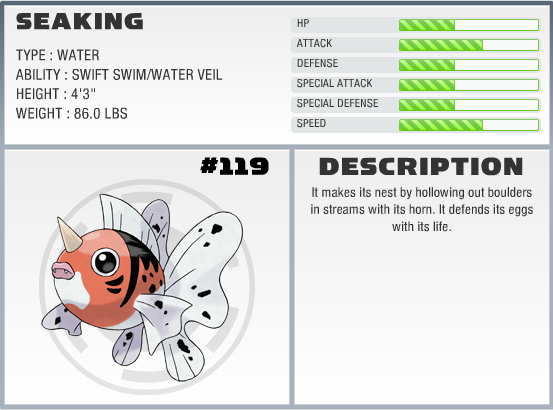 SEAKING
TYPE : WATER
ABILITY : SWIFT SWIM/WATER VEIL
HEIGHT : 4'3"
WEIGHT : 86.0 LBS
HP
ATTACK
DEFENSE
SPECIAL ATTACK
SPECIAL DEFENSE
SPEED
#119
DESCRIPTION
It makes its nest by hollowing out boulders
in streams with its horn. It defends its eggs
with its life.